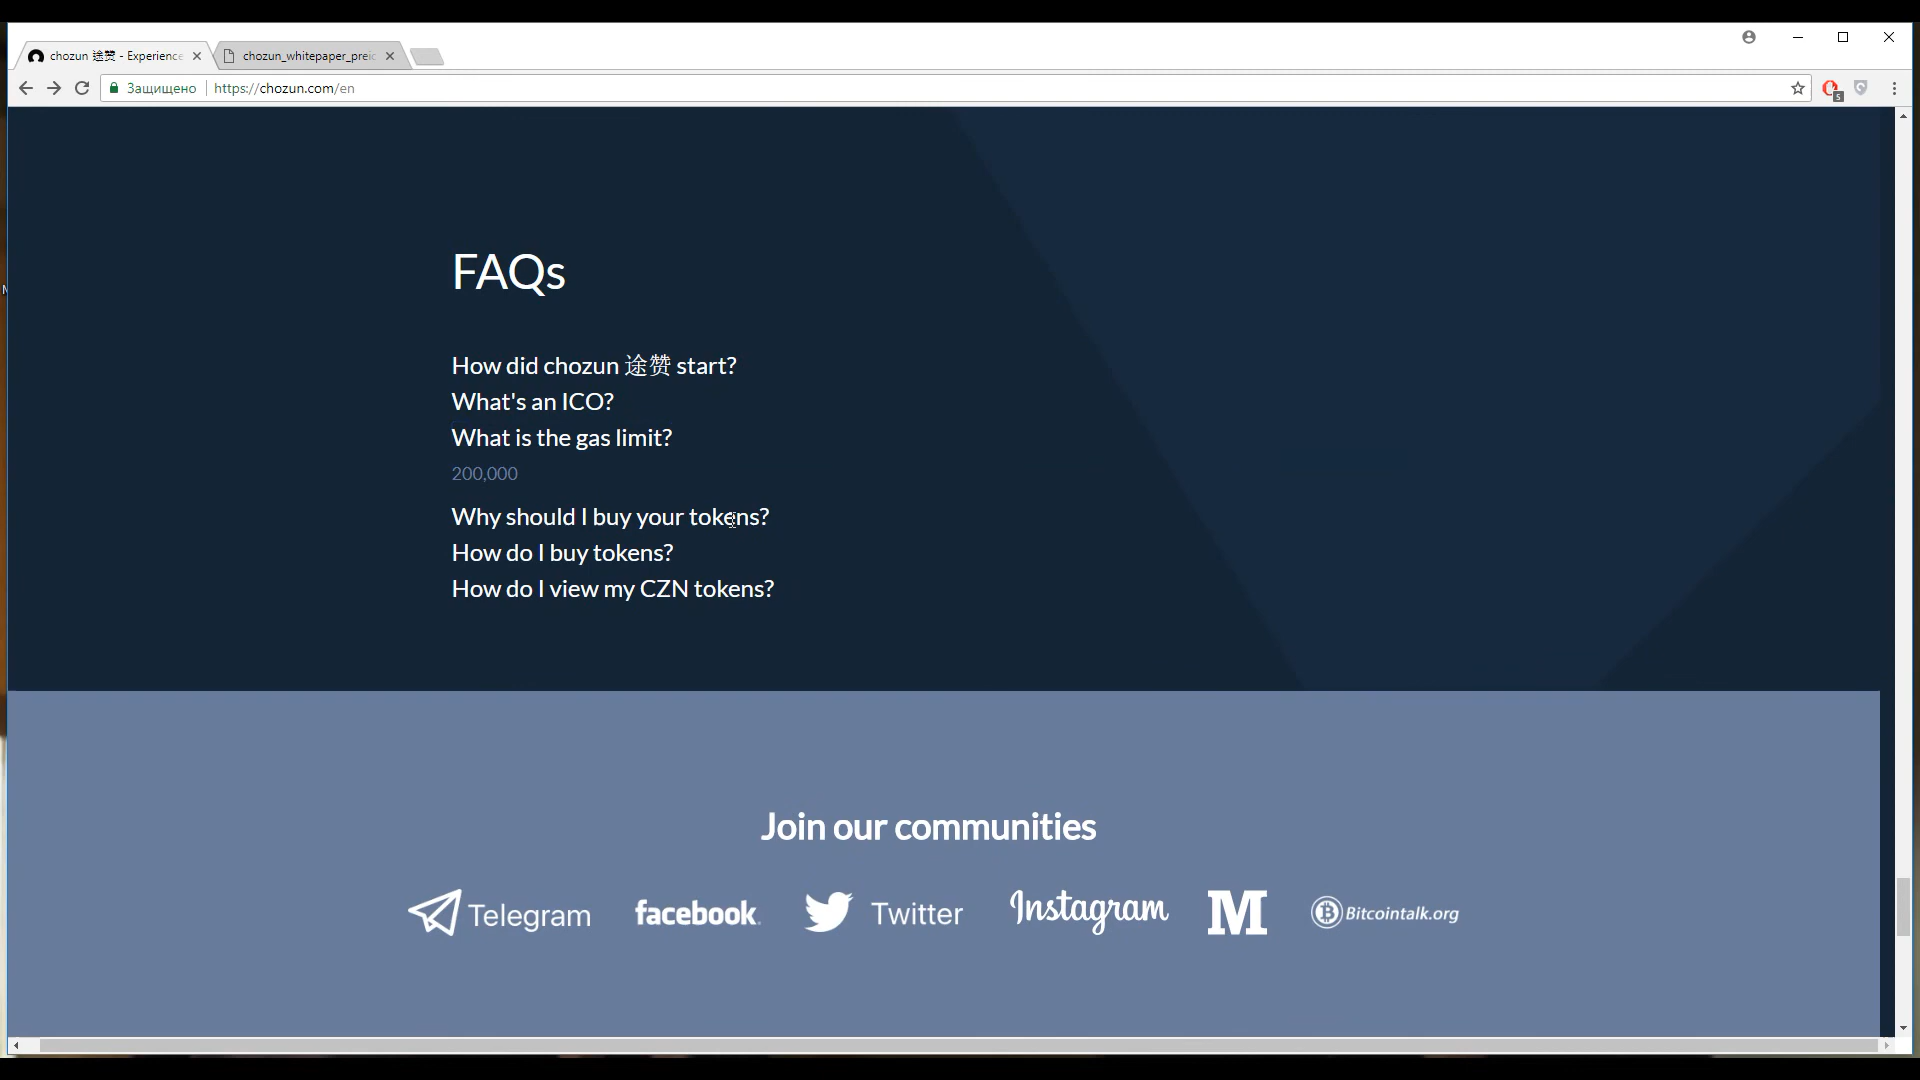 chozun 途赞 - Experience
chozun_whitepaper_preic
Защищено
https://chozun.com/en
5
FAQs
How did chozun 途赞 start?
What's an ICO?
What is the gas limit?
200,000
Why should I buy your tokens?
How do I buy tokens?
How do I view my CZN tokens?
Join our communities
Telegram
facebook
Twitter
Instagram
M
Bitcointalk.org